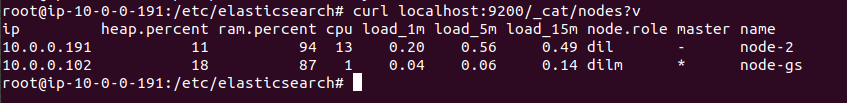 root@ip-10-0-0-191:/etc/elasticsearch# curl localhost:9200/_cat/nodes?v
ip heap.percent ram.percent cpu load_1m load_5m load_15m node.role master name
10.0.0.191 11 94 13 0.20 0.56 0.49 dil - node-2
10.0.0.102 18 87 1 0.04 0.06 0.14 dilm * node-gs
root@ip-10-0-0-191:/etc/elasticsearch#